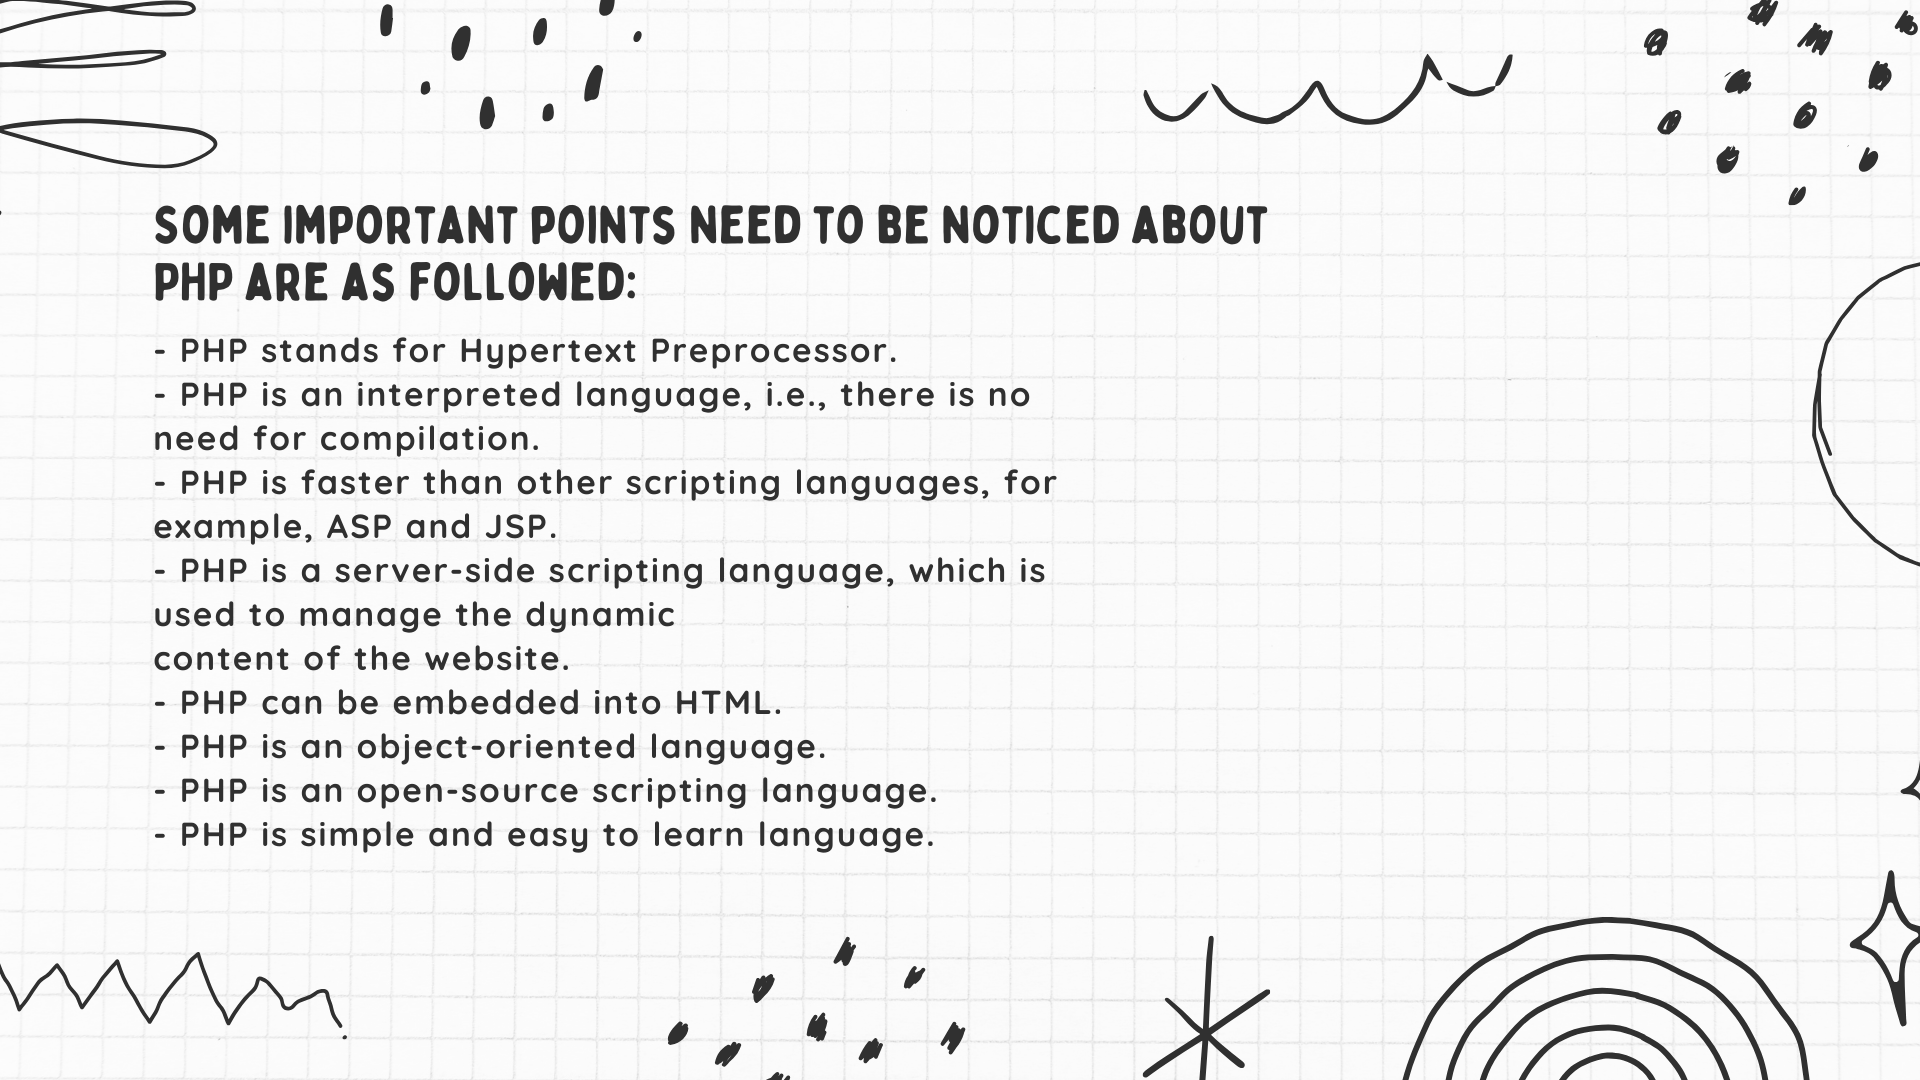 SOME IMPORTANT POINTS NEED TO BE NOTICED ABOUT
PHP ARE AS FOLLOWED:
- PHP stands for Hypertext Preprocessor.
- PHP is an interpreted language, i.e., there is no
need for compilation.
- PHP is faster than other scripting languages, for
example, ASP and JSP.
- PHP is a server-side scripting language, which is
used to manage the dynamic
content of the website.
- PHP can be embedded into HTML.
- PHP is an object-oriented language.
- PHP is an open-source scripting language.
- PHP is simple and easy to learn language.